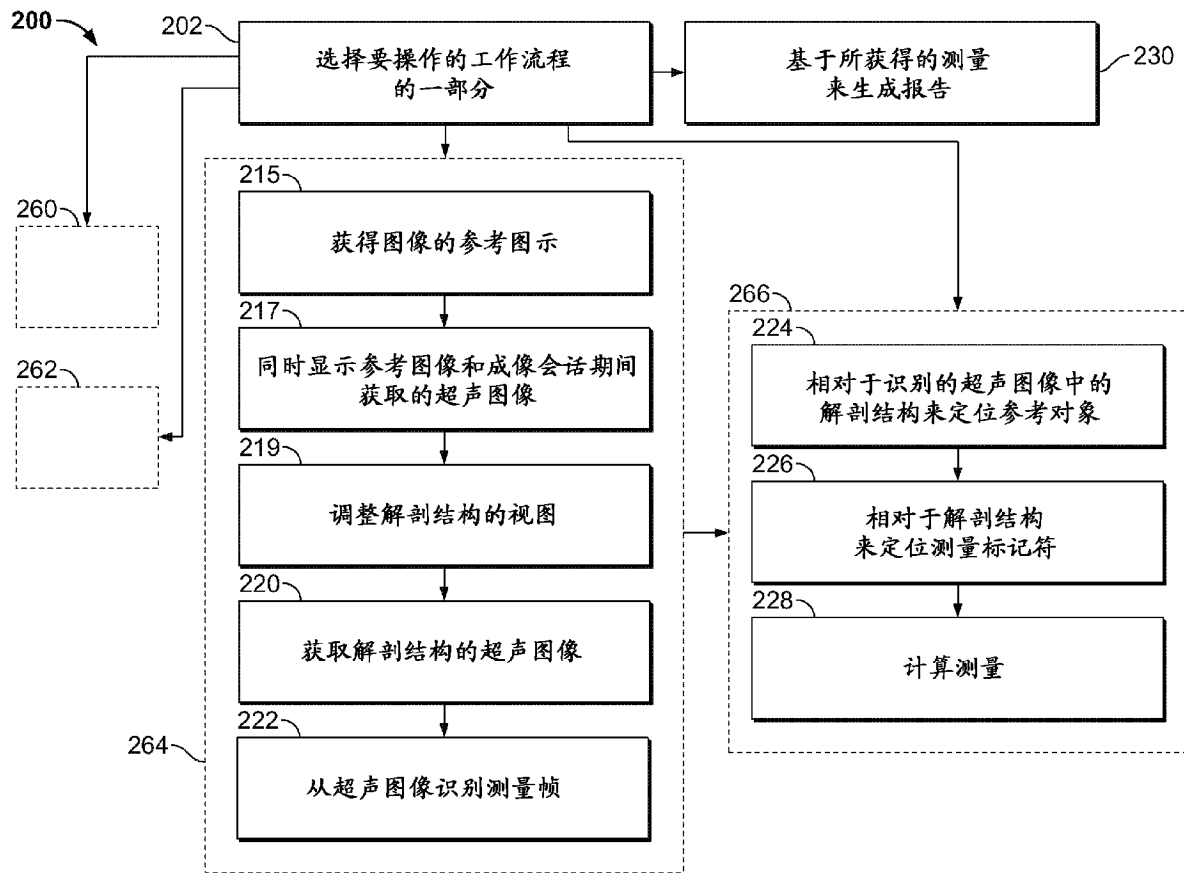 200
202
选择要操作的工作流程
的一部分
基于所获得的测量
来生成报告
230
260
262
215
获得图像的参考图示
217
同时显示参考图像和成像会话期间
获取的超声图像
219
调整解剖结构的视图
220
获取解剖结构的超声图像
222
从超声图像识别测量帧
264
266
224
相对于识别的超声图像中的
解剖结构来定位参考对象
226
相对于解剖结构
来定位测量标记符
228
计算测量